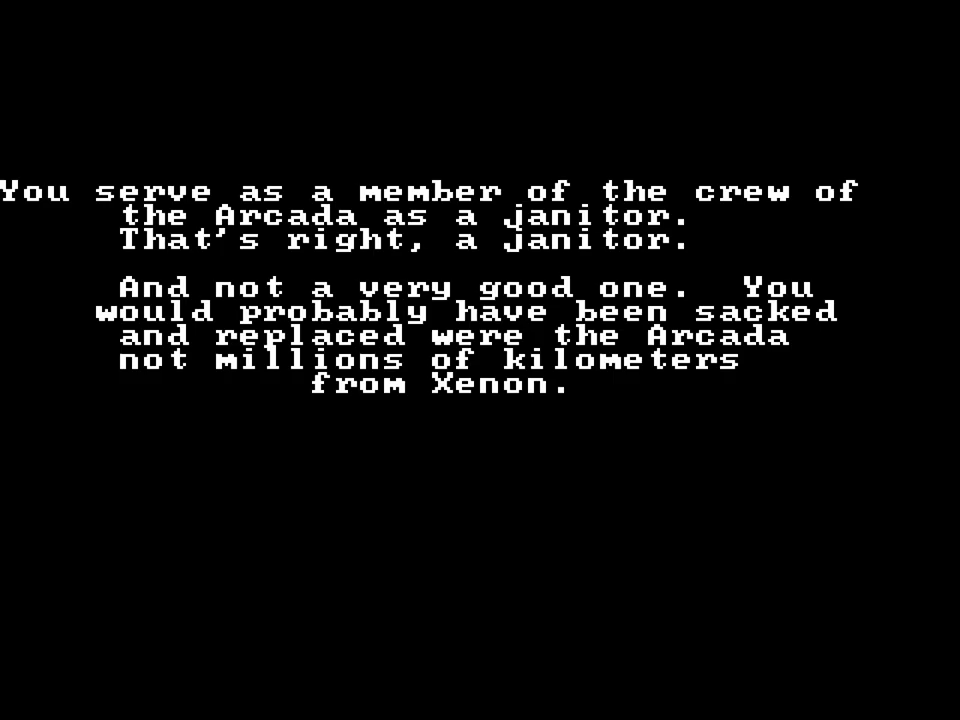 You serve as a member of the crew of
the Arcada as a janitor.
That's right, a janitor.
And not a very good one.  You
would probably have been sacked
and replaced were the Arcada
not millions of kilometers
from Xenon.